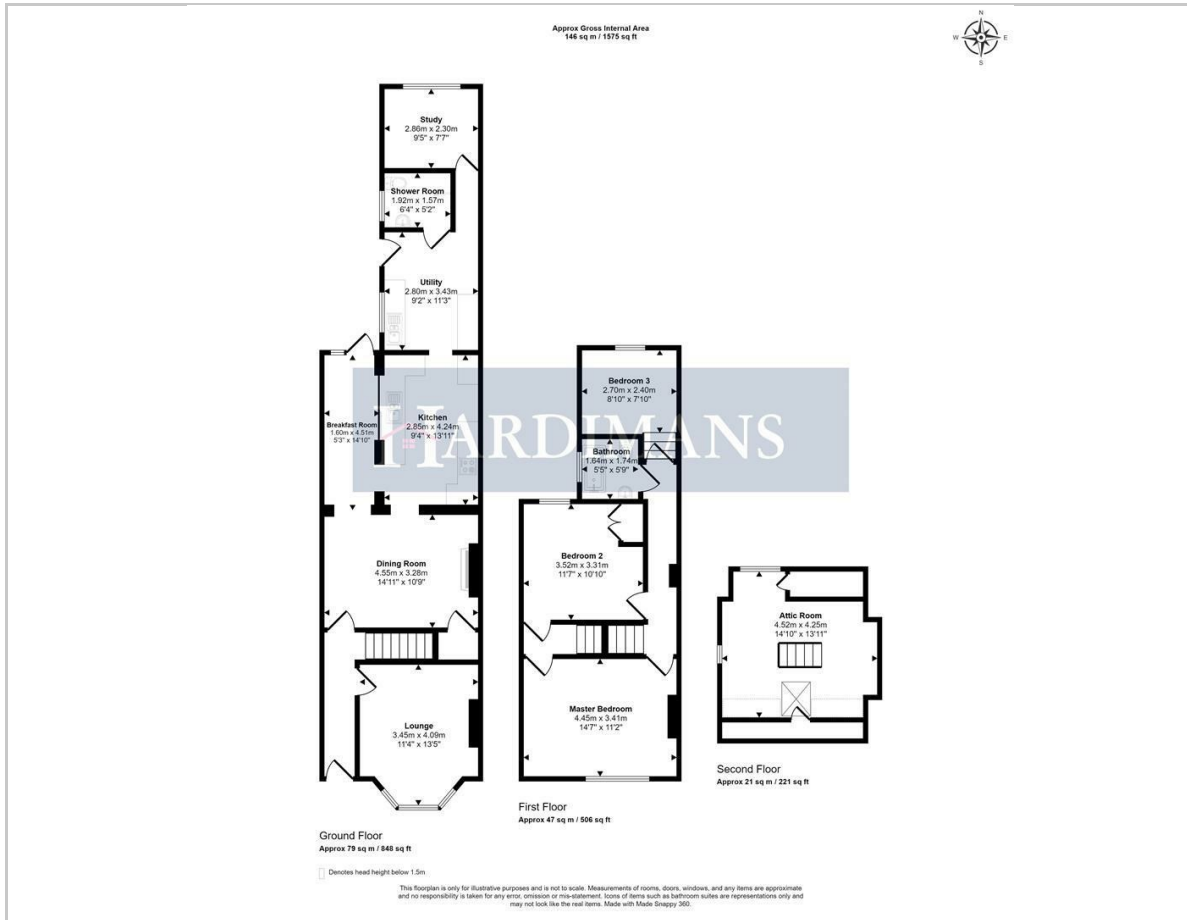 Approx Gross Internal Area
146 sq m / 1575 sq ft
N
W
E
S
Study
2.86m x 2.30m
9'5" x 7'7"
Shower Room
1.92m x 1.57m
6'4" x 5'2"
Utility
2.80m x 3.43m
9'2" x 11'3"
Breakfast Room
1.60m x 4.51m
5'3" x 14'10"
Kitchen
2.85m x 4.24m
9'4" x 13'11"
HARDIMANS
Dining Room
4.55m x 3.28m
14'11" x 10'9"
Lounge
3.45m x 4.09m
11'4" x 13'5"
Ground Floor
Approx 79 sq m / 848 sq ft
Bedroom 3
2.70m x 2.40m
8'10" x 7'10"
Bathroom
1.64m x 1.74m
5'5" x 5'9"
Bedroom 2
3.52m x 3.31m
11'7" x 10'10"
Master Bedroom
4.45m x 3.41m
14'7" x 11'2"
First Floor
Approx 47 sq m / 506 sq ft
Attic Room
4.52m x 4.25m
14'10" x 13'11"
Second Floor
Approx 21 sq m / 221 sq ft
Denotes head height below 1.5m
This floorplan is only for illustrative purposes and is not to scale. Measurements of rooms, doors, windows, and any items are approximate
and no responsibility is taken for any error, omission or mis-statement. Icons of items such as bathroom suites are representations only and
may not look like the real items. Made with Made Snappy 360.